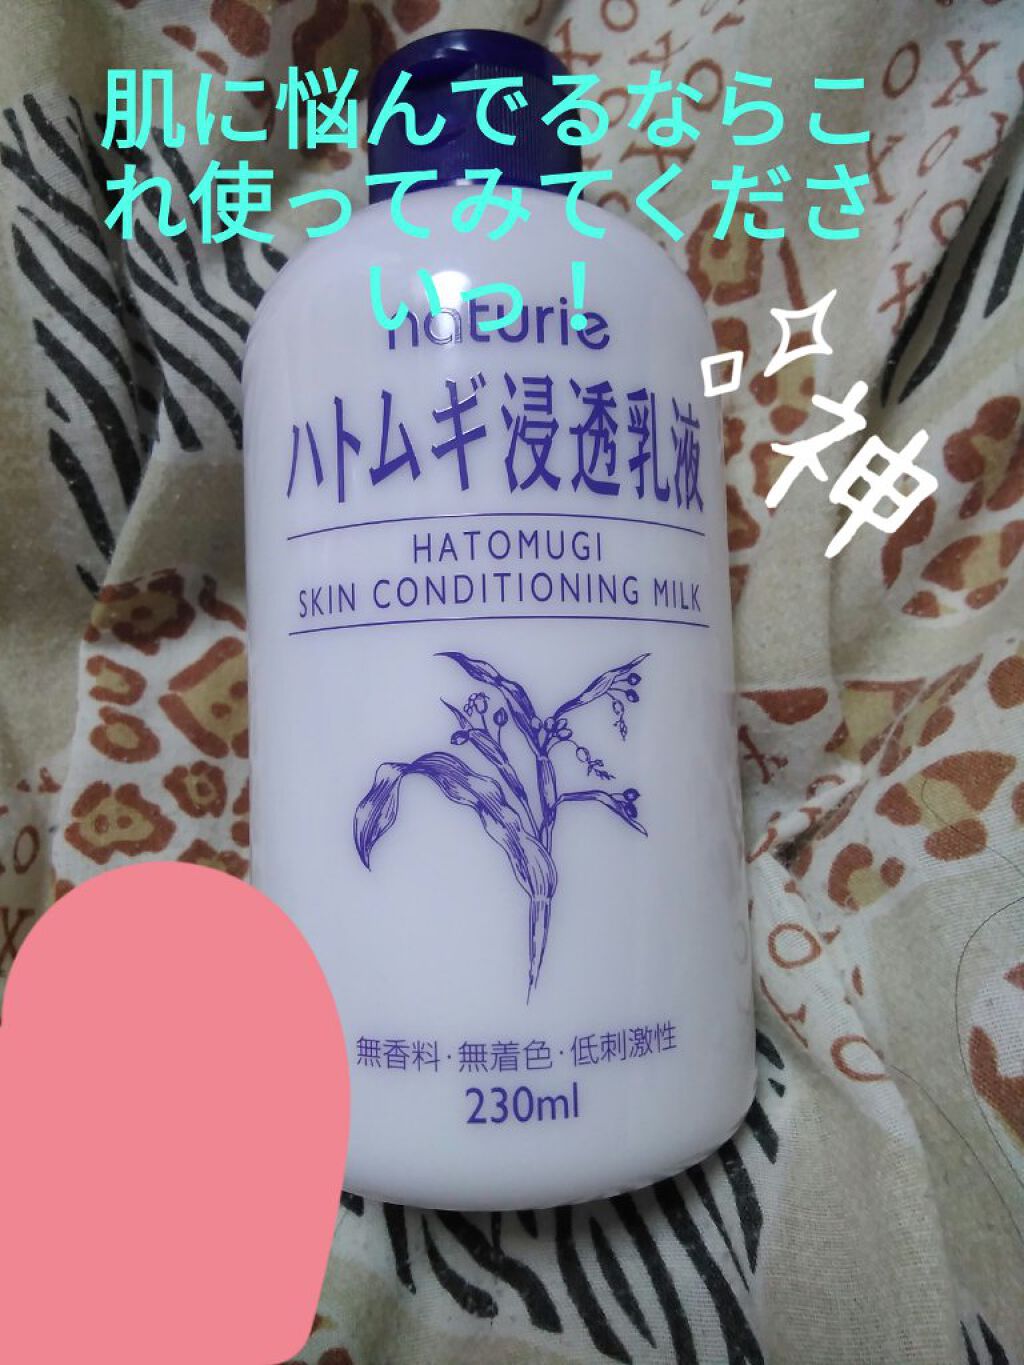 肌に悩んでるならこ
れ使ってみてくださ
いっ!
naturie
神
ハトムギ浸透乳液
HATOMUGI
SKIN CONDITIONING MILK
無香料・無着色・低刺激性
230ml